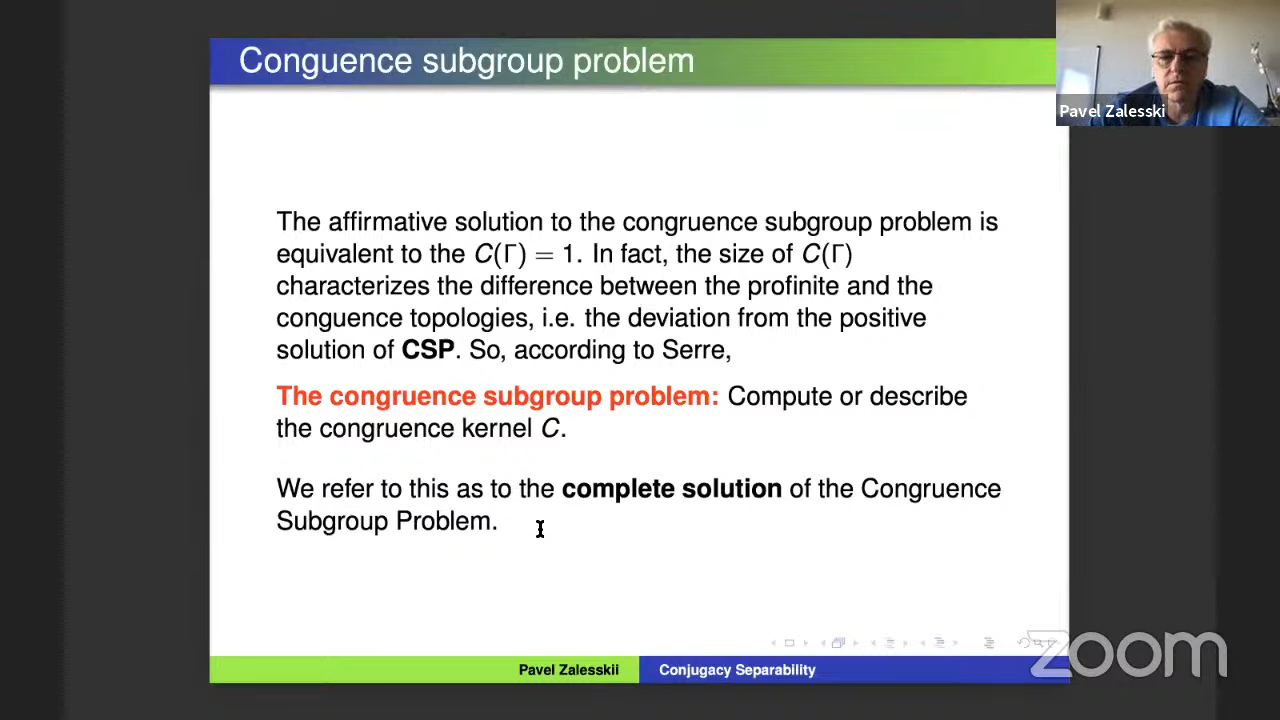 Conguence subgroup problem
Pavel Zalesski
The affirmative solution to the congruence subgroup problem is
equivalent to the C(Γ) = 1. In fact, the size of C(Γ)
characterizes the difference between the profinite and the
conguence topologies, i.e. the deviation from the positive
solution of CSP. So, according to Serre,
The congruence subgroup problem: Compute or describe
the congruence kernel C.
We refer to this as to the complete solution of the Congruence
Subgroup Problem.
zoom
Pavel Zalesskii
Conjugacy Separability